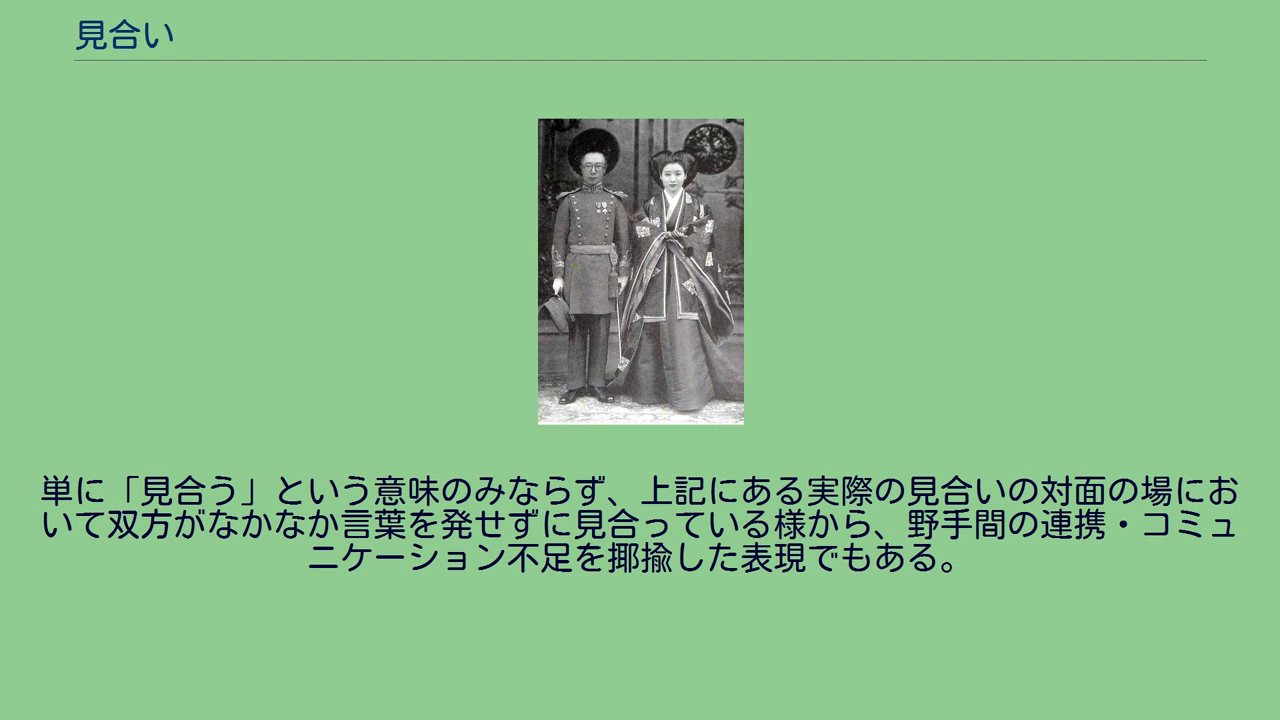 見合い
単に「見合う」という意味のみならず、上記にある実際の見合いの対面の場にお
いて双方がなかなか言葉を発せずに見合っている様から、野手間の連携・コミュ
ニケーション不足を揶揄した表現でもある。